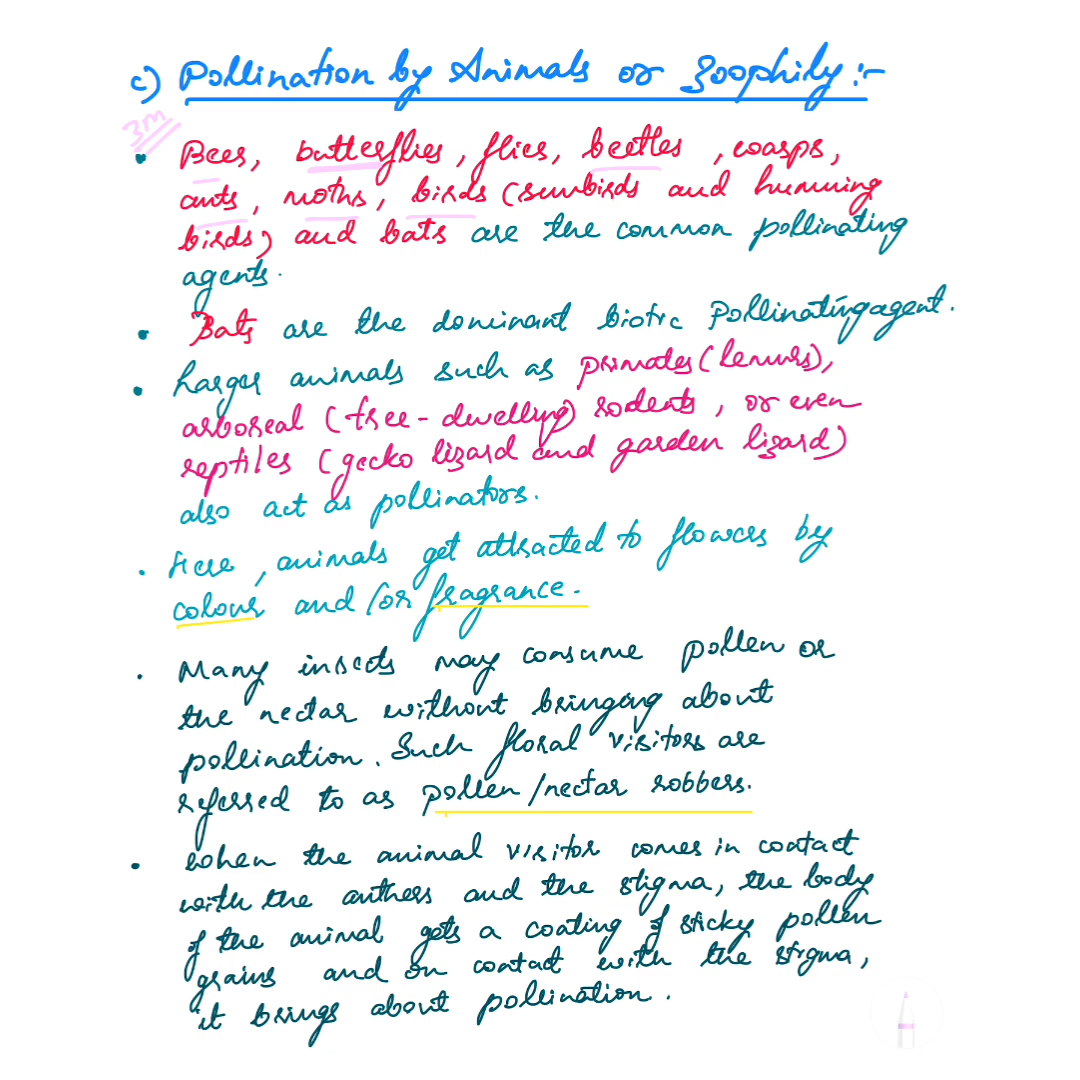 c) Pollination by Animals or Zoophily :-
3m
• Bees, butterflies, flies, beetles, wasps,
ants, moths, birds (sunbirds and humming
birds) and bats are the common pollinating
agents.
• Bats are the dominant biotic Pollinating agent.
• Larger animals such as primates (lemurs),
arboreal (tree-dwelling) rodents, or even
reptiles (gecko lizard and garden lizard)
also act as pollinators.
• Here, animals get attracted to flowers by
colour and/or fragrance.
• Many insects may consume pollen or
the nectar without bringing about
pollination. Such floral visitors are
referred to as pollen/nectar robbers.
• When the animal visitor comes in contact
with the anthers and the stigma, the body
of the animal gets a coating of sticky pollen
grains and on contact with the stigma,
it brings about pollination.